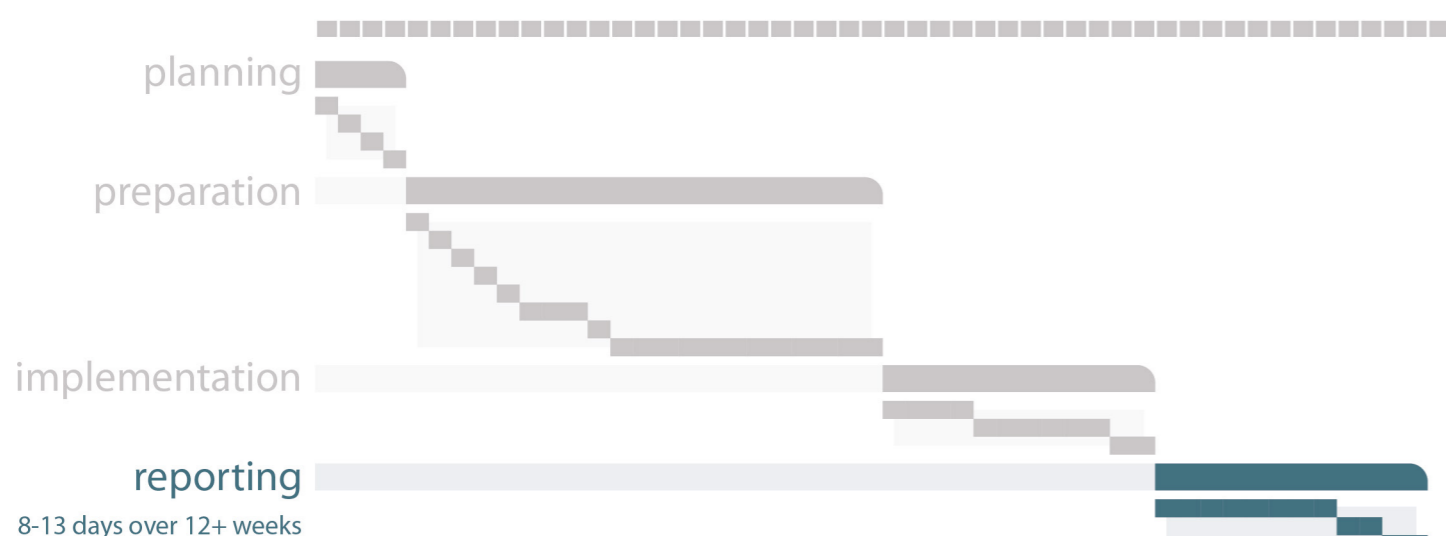 planning
preparation
implementation
reporting
8-13 days over 12+ weeks